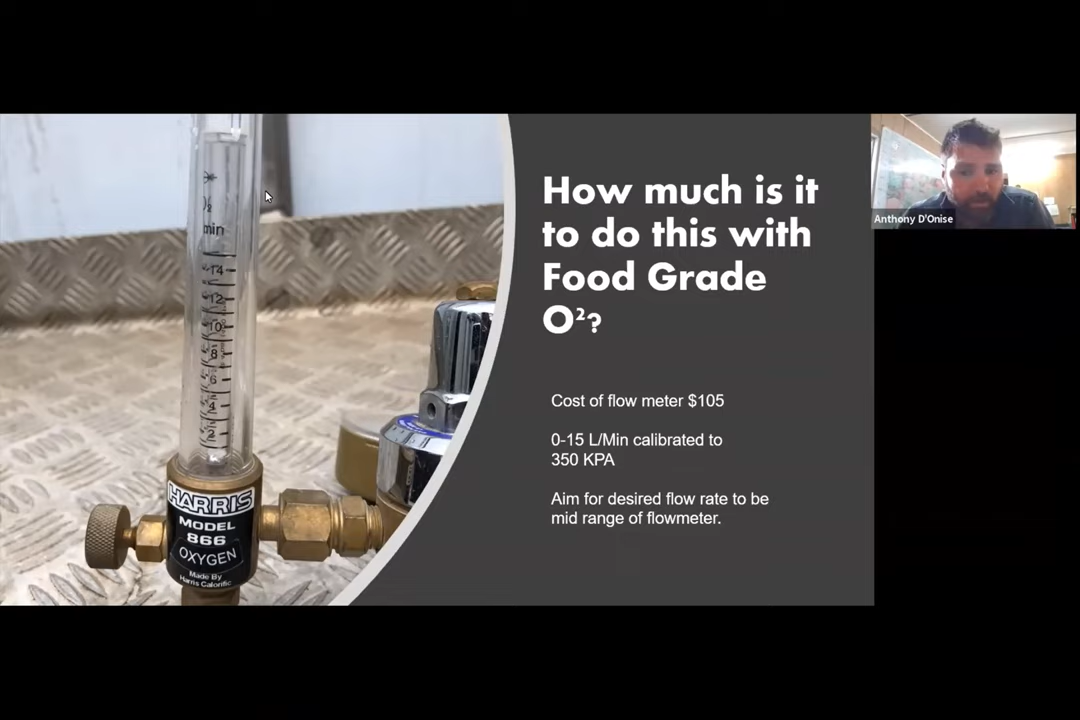 How much is it
to do this with
Food Grade
O²?
Cost of flow meter $105
0-15 L/Min calibrated to
350 KPA
Aim for desired flow rate to be
mid range of flowmeter.
Anthony D'Onise
min
14
12
10
8
6
4
2
HARRIS
MODEL
866
OXYGEN
Made By
Harris Calorific